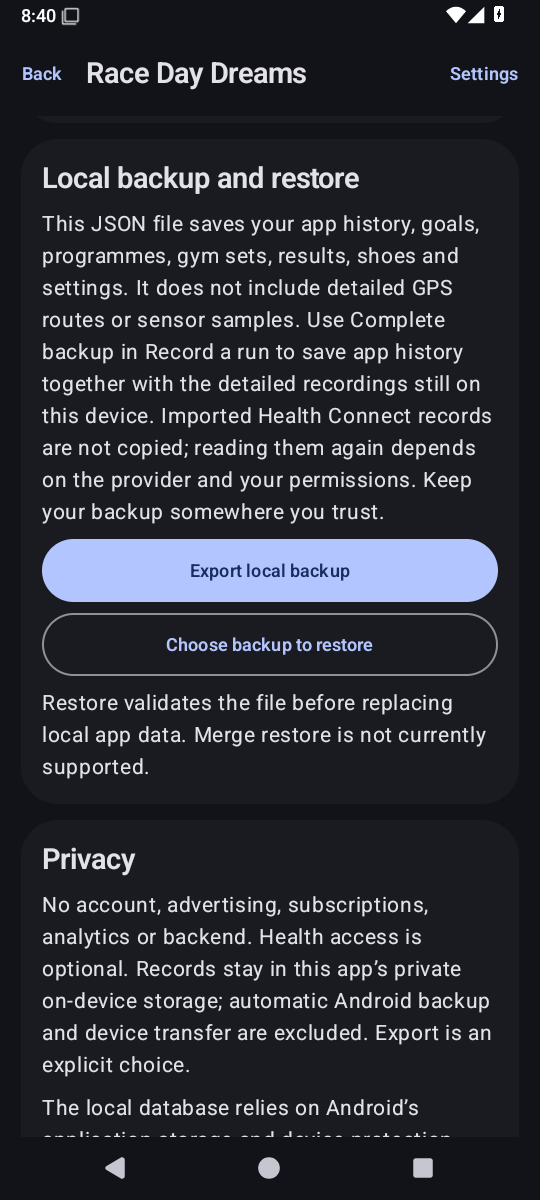 8:40
Back
Race Day Dreams
Settings
Local backup and restore
This JSON file saves your app history, goals,
programmes, gym sets, results, shoes and
settings. It does not include detailed GPS
routes or sensor samples. Use Complete
backup in Record a run to save app history
together with the detailed recordings still on
this device. Imported Health Connect records
are not copied; reading them again depends
on the provider and your permissions. Keep
your backup somewhere you trust.
Export local backup
Choose backup to restore
Restore validates the file before replacing
local app data. Merge restore is not currently
supported.
Privacy
No account, advertising, subscriptions,
analytics or backend. Health access is
optional. Records stay in this app’s private
on-device storage; automatic Android backup
and device transfer are excluded. Export is an
explicit choice.
The local database relies on Android’s
application storage and device protection